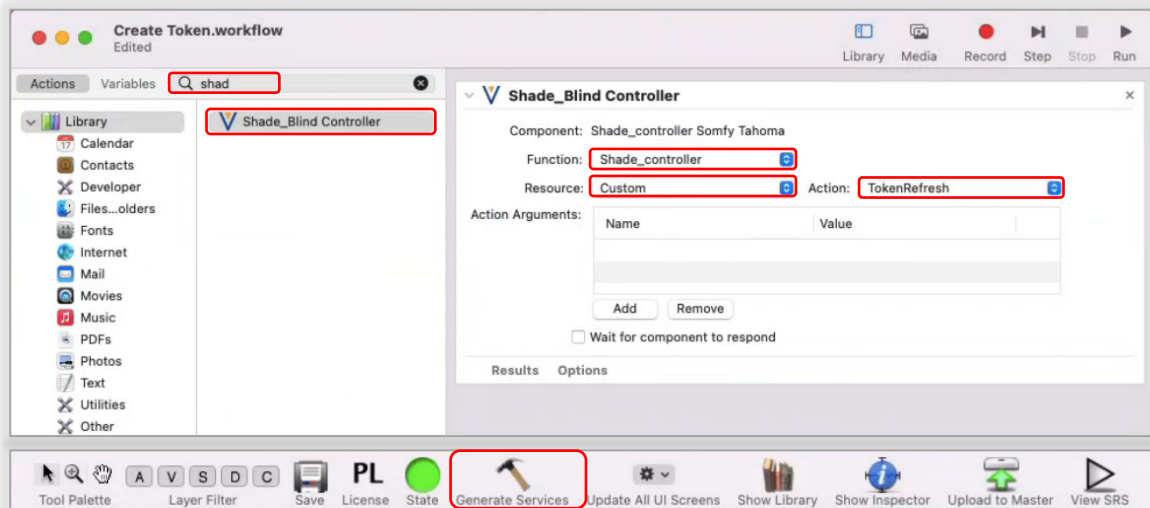 Create Token.workflow
Edited
Library Media Record Step Stop Run
Actions Variables shad
Library
Calendar
Contacts
Developer
Files...olders
Fonts
Internet
Mail
Movies
Music
PDFs
Photos
Text
Utilities
Other
Shade_Blind Controller
Shade_Blind Controller
Component: Shade_controller Somfy Tahoma
Function: Shade_controller
Resource: Custom Action: TokenRefresh
Action Arguments: Name Value
Add Remove
Wait for component to respond
Results Options
A V S D C PL
Tool Palette Layer Filter Save License State Generate Services Update All UI Screens Show Library Show Inspector Upload to Master View SRS